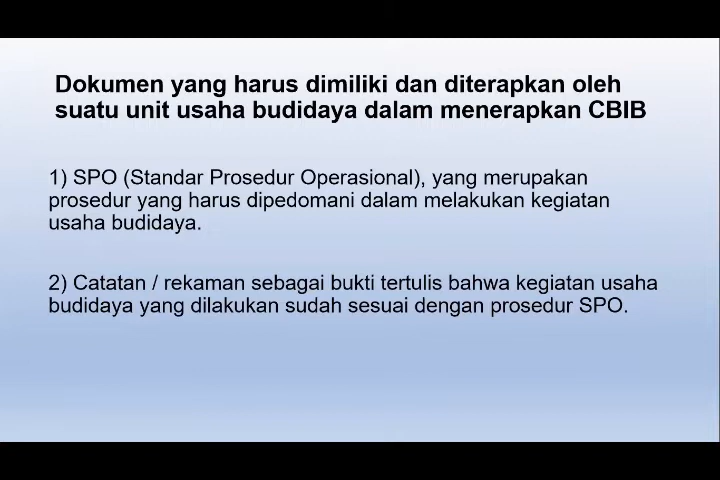 Dokumen yang harus dimiliki dan diterapkan oleh
suatu unit usaha budidaya dalam menerapkan CBIB
1) SPO (Standar Prosedur Operasional), yang merupakan
prosedur yang harus dipedomani dalam melakukan kegiatan
usaha budidaya.
2) Catatan / rekaman sebagai bukti tertulis bahwa kegiatan usaha
budidaya yang dilakukan sudah sesuai dengan prosedur SPO.